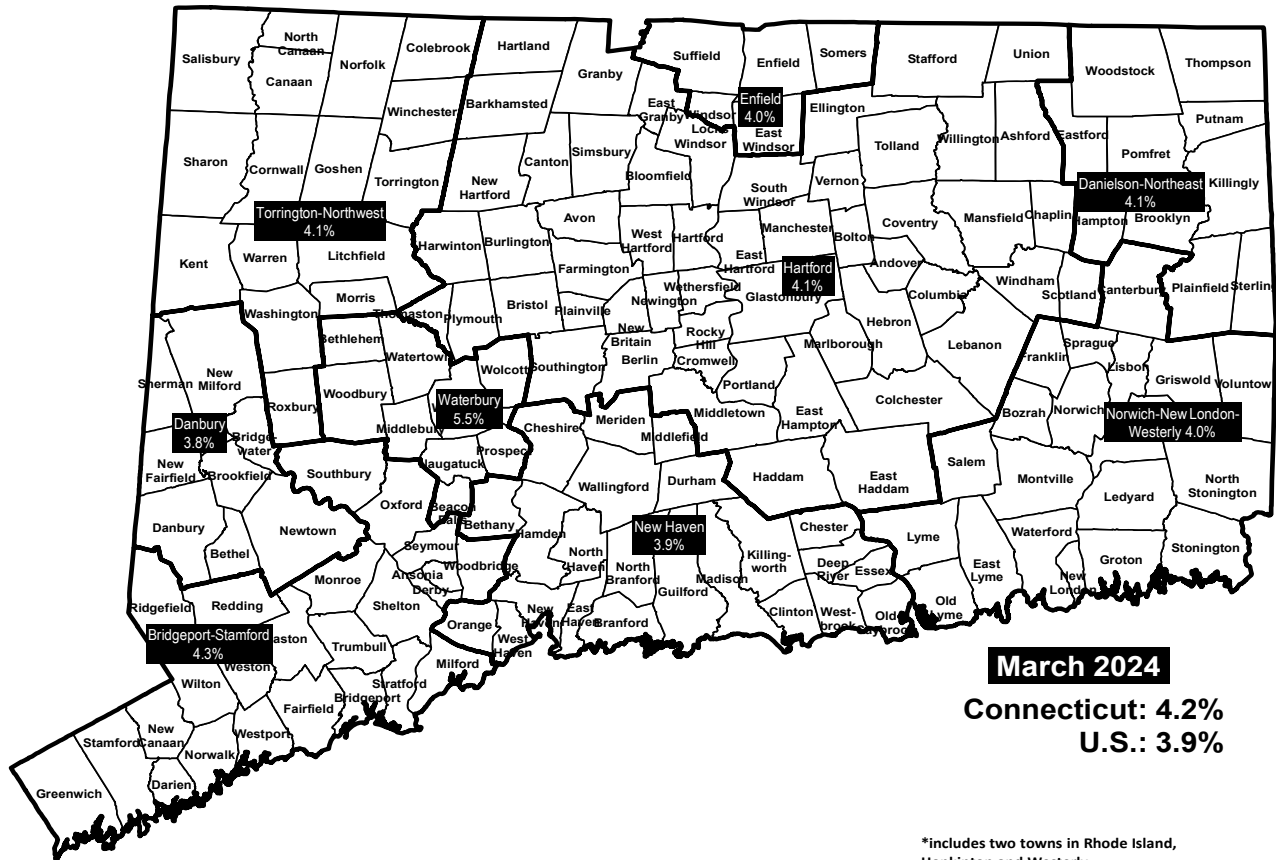 North
Canaan
Colebrook
Hartland
Salisbury
Norfolk
Canaan
Granby
Suffield
Enfield
Somers
Stafford
Union
Woodstock
Thompson
Winchester
Barkhamsted
East
Granby
Windsor
Locks
Enfield
4.0%
East
Windsor
Ellington
Putnam
Sharon
Cornwall
Goshen
Torrington
New
Hartford
Canton
Simsbury
Bloomfield
Windsor
Tolland
Willington
Ashford
Eastford
Pomfret
Killingly
South
Windsor
Vernon
Danielson-Northeast
4.1%
Torrington-Northwest
4.1%
Avon
West
Hartford
Hartford
East
Hartford
Manchester
Bolton
Coventry
Mansfield
Chaplin
Hampton
Brooklyn
Kent
Warren
Litchfield
Harwinton
Burlington
Farmington
Hartford
4.1%
Andover
Columbia
Windham
Scotland
Canterbury
Plainfield
Sterling
Morris
Washington
Thomaston
Plymouth
Bristol
Plainville
New
Britain
Newington
Wethersfield
Glastonbury
Rocky
Hill
Hebron
Marlborough
Lebanon
Franklin
Sprague
Lisbon
Griswold
Voluntown
Bethlehem
Watertown
Wolcott
Southington
Berlin
Cromwell
Portland
Sherman
New
Milford
Roxbury
Woodbury
Waterbury
5.5%
Middletown
East
Hampton
Colchester
Bozrah
Norwich
Norwich-New London-
Westerly 4.0%
Danbury
3.8%
Bridge-
water
Middlebury
Cheshire
Meriden
Middlefield
New
Fairfield
Brookfield
Southbury
Naugatuck
Prospect
Wallingford
Durham
Haddam
East
Haddam
Salem
Montville
Ledyard
North
Stonington
Danbury
Bethel
Newtown
Oxford
Beacon
Falls
Bethany
Hamden
New Haven
3.9%
Chester
Lyme
Waterford
Groton
Stonington
Seymour
Woodbridge
North
Haven
North
Branford
Guilford
Madison
Killing-
worth
Deep
River
Essex
East
Lyme
New
London
Monroe
Ansonia
Derby
Shelton
Ridgefield
Redding
Orange
New
Haven
West
Haven
East
Haven
Branford
Clinton
West-
brook
Old
Saybrook
Old
Lyme
Bridgeport-Stamford
4.3%
Weston
Trumbull
Milford
Wilton
Fairfield
Bridgeport
Stratford
Stamford
New
Canaan
Norwalk
Westport
Greenwich
Darien
March 2024
Connecticut: 4.2%
U.S.: 3.9%
*includes two towns in Rhode Island,